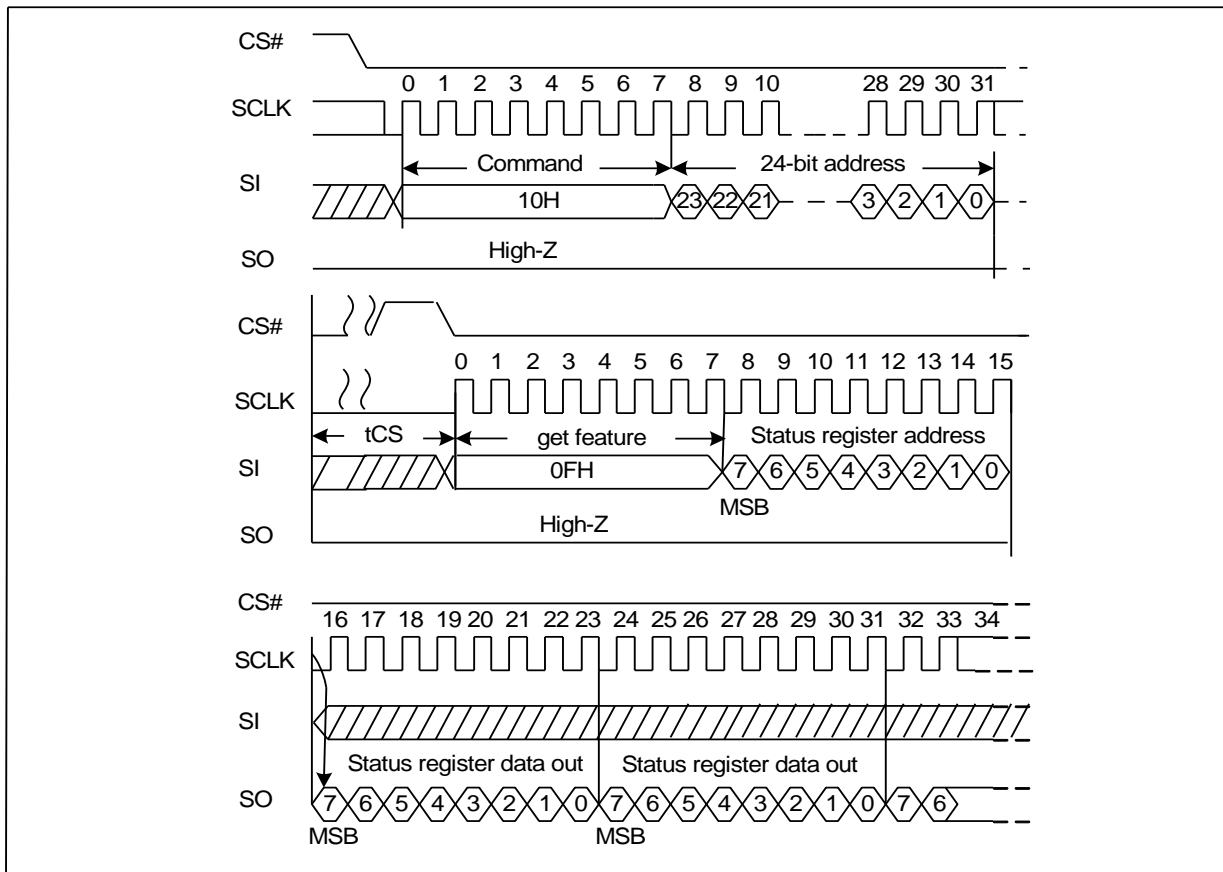 CS#
0 1 2 3 4 5 6 7 8 9 10 28 29 30 31
SCLK
Command 24-bit address
SI
10H 23 22 21 3 2 1 0
High-Z
SO
CS#
0 1 2 3 4 5 6 7 8 9 10 11 12 13 14 15
SCLK
tCS get feature Status register address
SI
0FH 7 6 5 4 3 2 1 0
MSB
High-Z
SO
CS#
16 17 18 19 20 21 22 23 24 25 26 27 28 29 30 31 32 33 34
SCLK
SI
Status register data out Status register data out
SO
7 6 5 4 3 2 1 0 7 6 5 4 3 2 1 0 7 6
MSB MSB